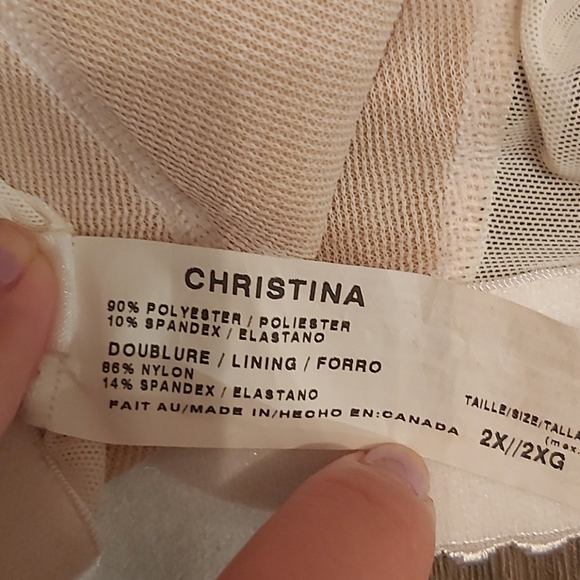 CHRISTINA
90% POLYESTER / POLIESTER
10% SPANDEX / ELASTANO
DOUBLURE / LINING / FORRO
86% NYLON
14% SPANDEX / ELASTANO
FAIT AU/MADE IN/HECHO EN:CANADA
TAILLE/SIZE/TALLA
(mex.
2X//2XG